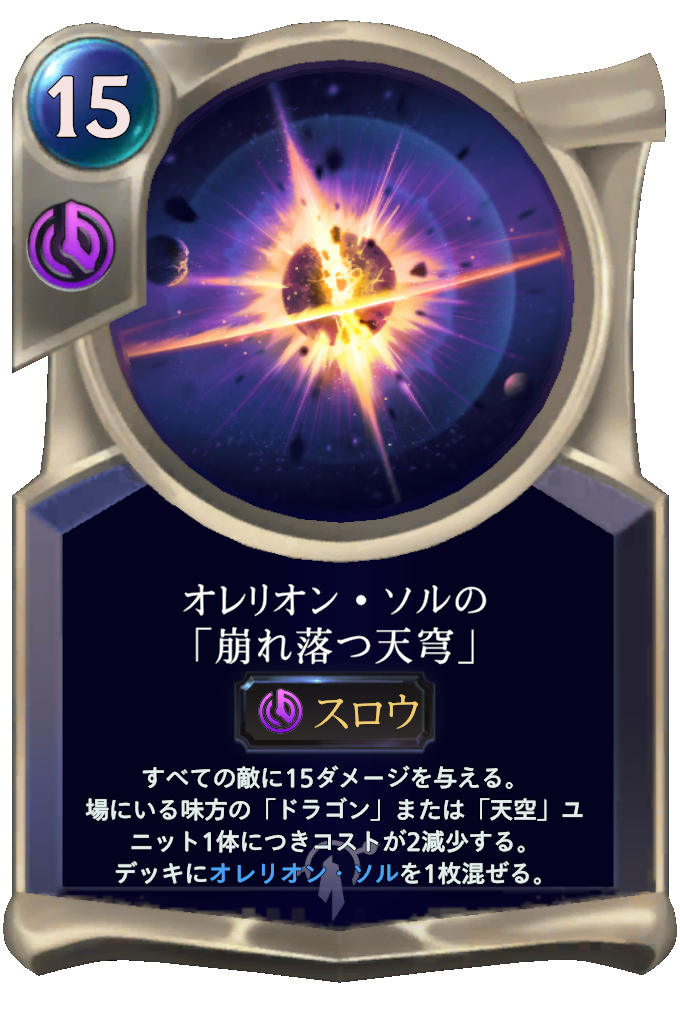 15
オレリオン・ソルの
「崩れ落つ天穹」
スロウ
すべての敵に15ダメージを与える。
場にいる味方の「ドラゴン」または「天空」ユ
ニット1体につきコストが2減少する。
デッキにオレリオン・ソルを1枚混ぜる。